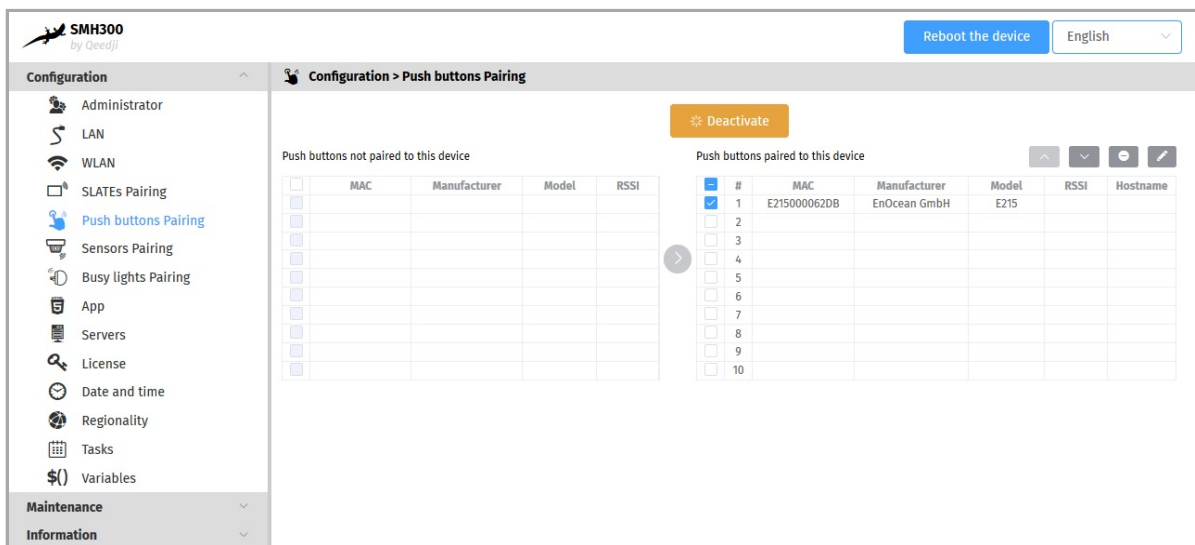 SMH300
by Qeedji
Reboot the device
English
Configuration
Configuration > Push buttons Pairing
Administrator
LAN
WLAN
SLATEs Pairing
Push buttons Pairing
Sensors Pairing
Busy lights Pairing
App
Servers
License
Date and time
Regionality
Tasks
$() Variables
Maintenance
Information
Deactivate
Push buttons not paired to this device
MAC Manufacturer Model RSSI
Push buttons paired to this device
# MAC Manufacturer Model RSSI Hostname
1 E215000062DB EnOcean GmbH E215
2
3
4
5
6
7
8
9
10